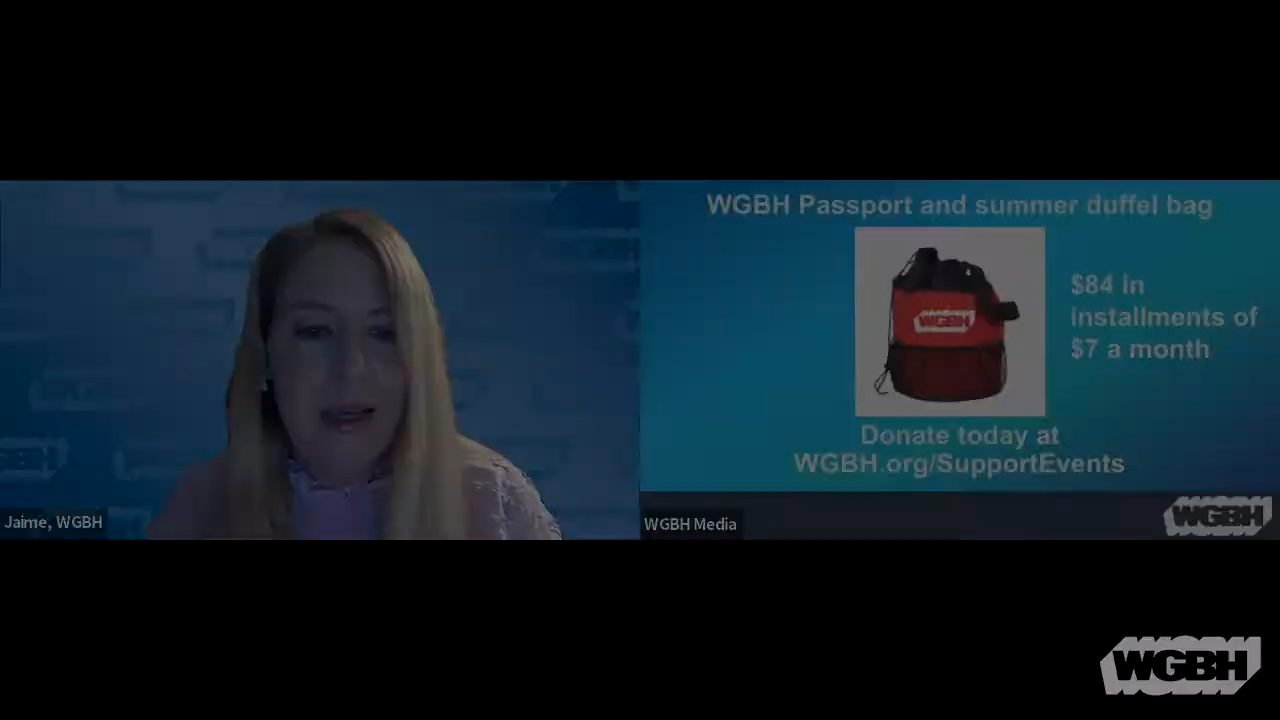 WGBH Passport and summer duffel bag
WGBH
$84 in
installments of
$7 a month
Donate today at
WGBH.org/SupportEvents
Jaime, WGBH
WGBH Media
WGBH
WGBH